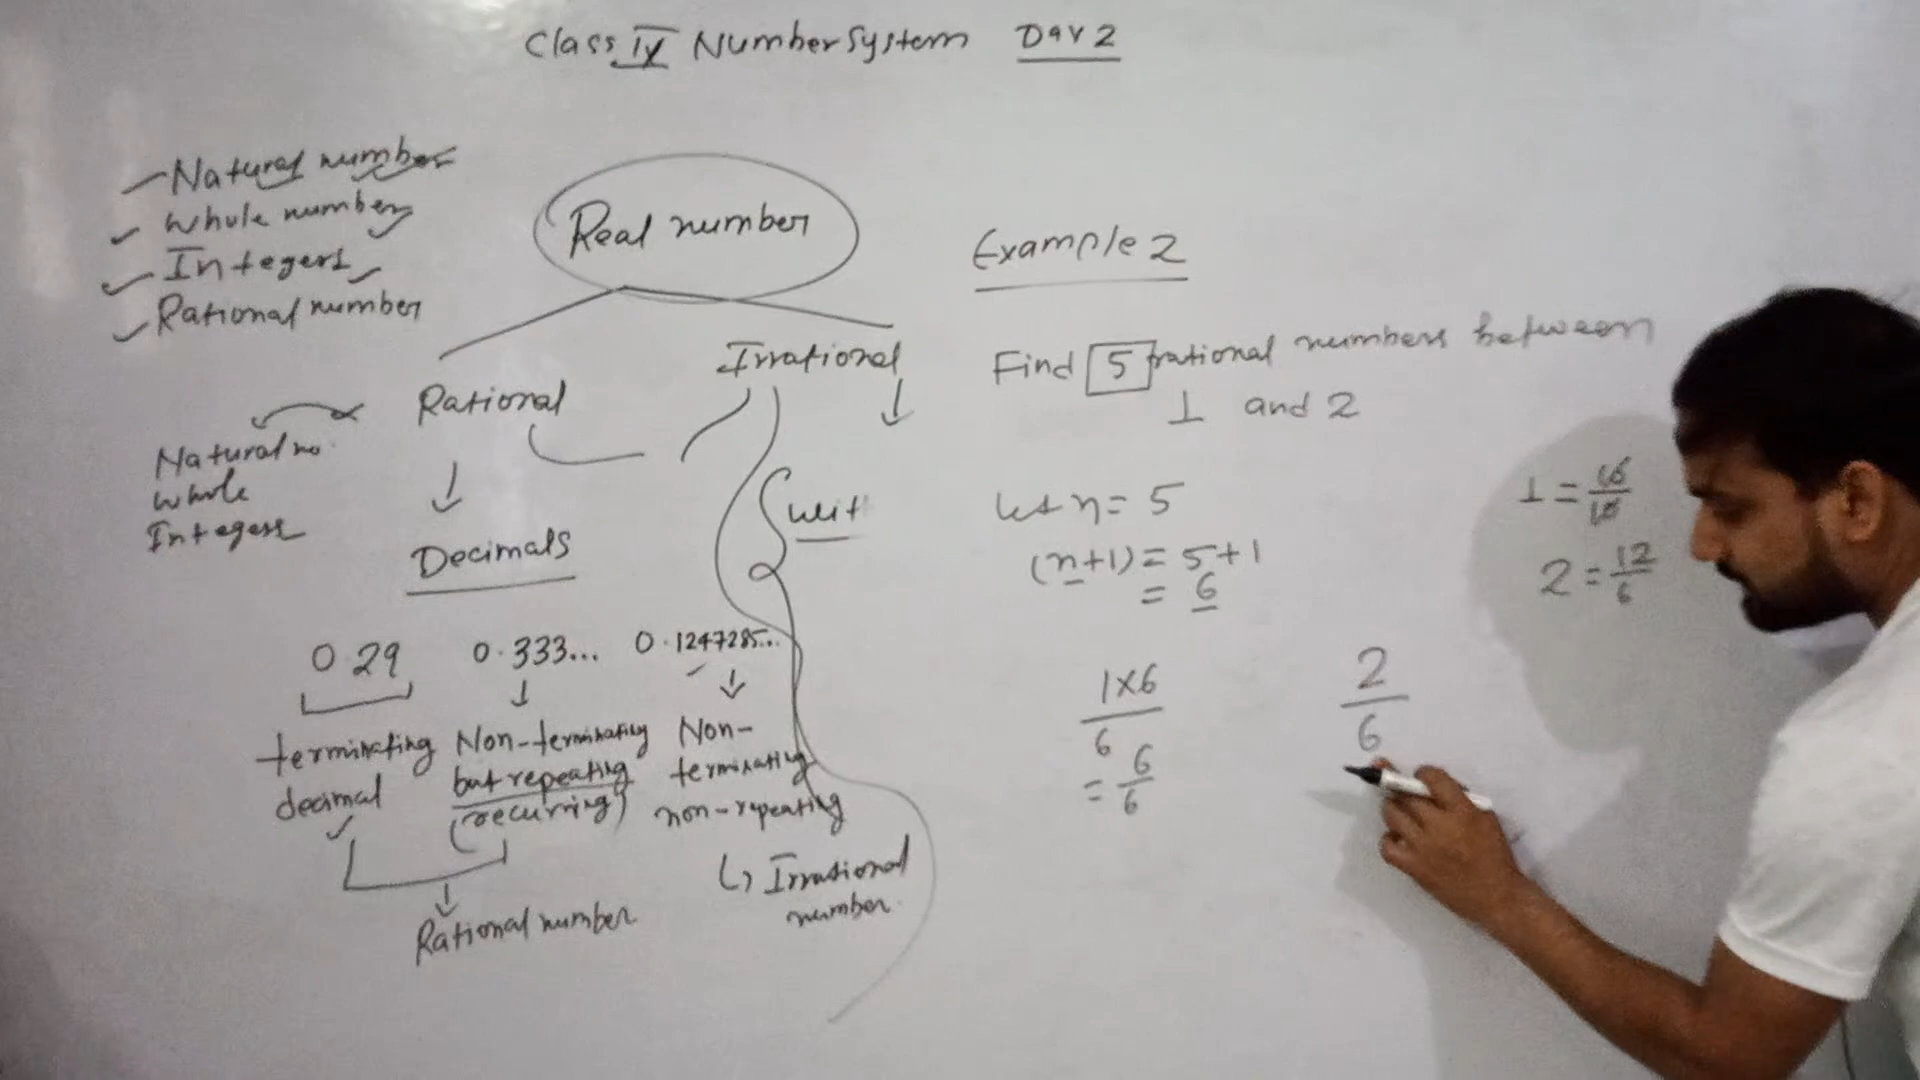 Class IX Number System Day 2
Natural number
Whole number
Integers
Rational number
Real number
Rational
Irrational
Natural no.
Whole
Integers
Decimals
0.29
0.333...
0.1247285...
terminating
decimal
Non-terminating
but repeating
(recurring)
Non-
terminating
non-repeating
Rational number
Irrational
number
Example 2
Find 5 rational numbers between
1 and 2
let n = 5
(n+1) = 5+1
= 6
1×6
6
= 6/6
2
6
1 =
2 = 12/6